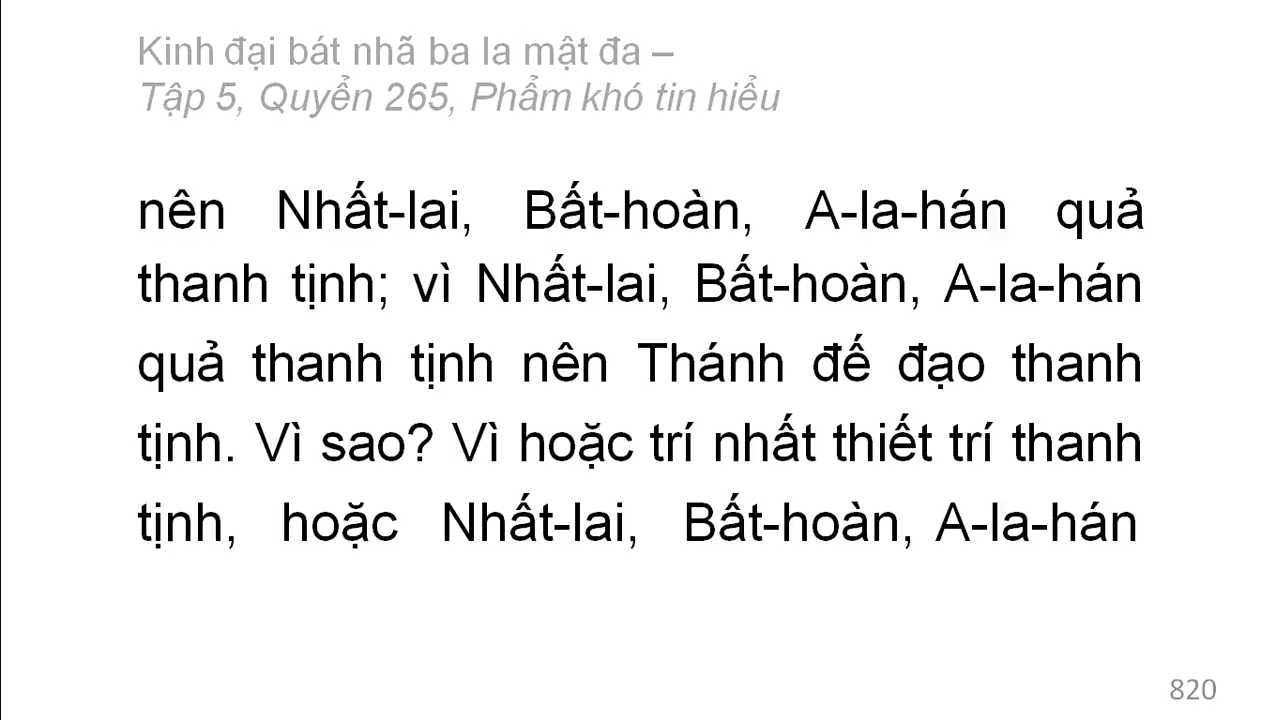 Kinh đại bát nhã ba la mật đa –
Tập 5, Quyển 265, Phẩm khó tin hiểu
nên Nhất-lai, Bất-hoàn, A-la-hán quả
thanh tịnh; vì Nhất-lai, Bất-hoàn, A-la-hán
quả thanh tịnh nên Thánh đế đạo thanh
tịnh. Vì sao? Vì hoặc trí nhất thiết trí thanh
tịnh, hoặc Nhất-lai, Bất-hoàn, A-la-hán
820